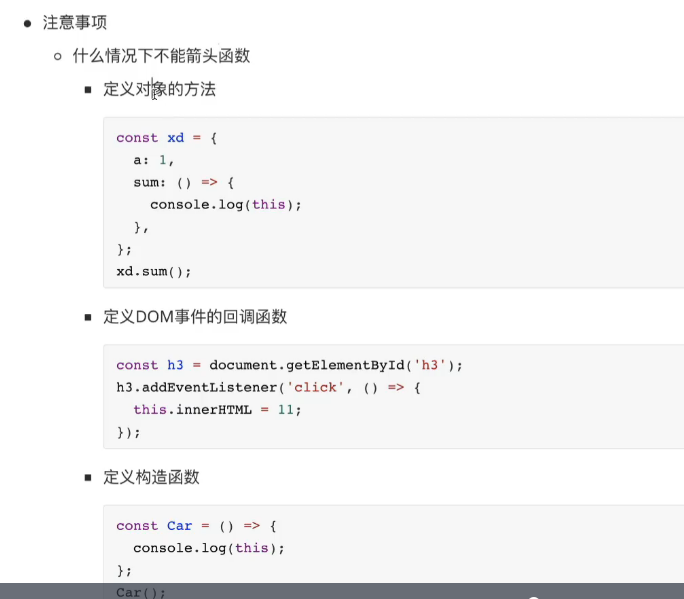 注意事项
什么情况下不能箭头函数
定义对象的方法
const xd = {
  a: 1,
  sum: () => {
    console.log(this);
  },
};
xd.sum();
定义DOM事件的回调函数
const h3 = document.getElementById('h3');
h3.addEventListener('click', () => {
  this.innerHTML = 11;
});
定义构造函数
const Car = () => {
  console.log(this);
};
Car();